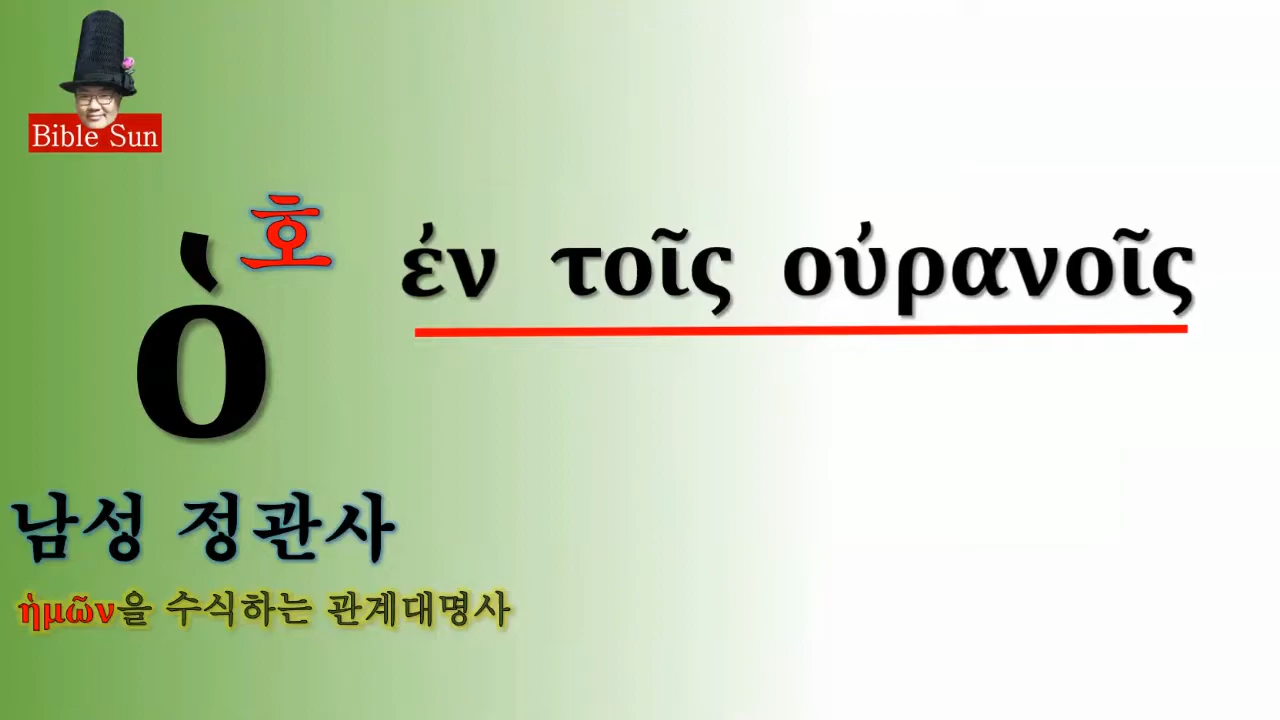 Bible Sun
호
ὁ ἐν τοῖς οὐρανοῖς
남성 정관사
ἡμῶν을 수식하는 관계대명사